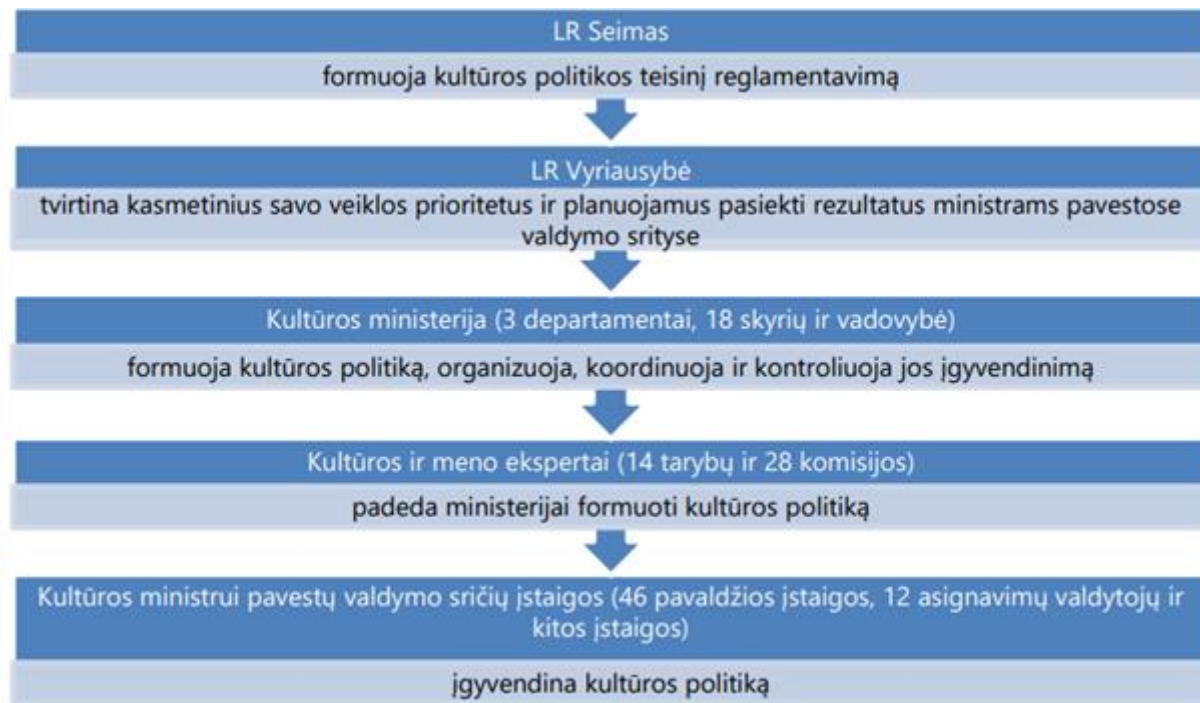 LR Seimas
formuoja kultūros politikos teisinį reglamentavimą
LR Vyriausybė
tvirtina kasmetinius savo veiklos prioritetus ir planuojamus pasiekti rezultatus ministrams pavestose
valdymo srityse
Kultūros ministerija (3 departamentai, 18 skyrių ir vadovybė)
formuoja kultūros politiką, organizuoja, koordinuoja ir kontroliuoja jos įgyvendinimą
Kultūros ir meno ekspertai (14 tarybų ir 28 komisijos)
padeda ministerijai formuoti kultūros politiką
Kultūros ministrui pavestų valdymo sričių įstaigos (46 pavaldžios įstaigos, 12 asignavimų valdytojų ir
kitos įstaigos)
įgyvendina kultūros politiką